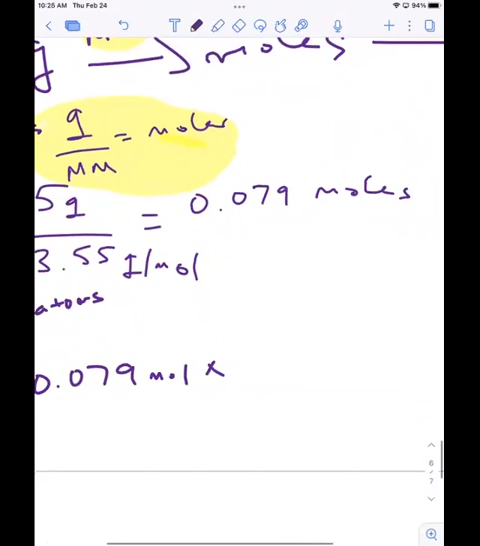 10:25 AM Thu Feb 24
94%
g moles
g = moles
MM
5g = 0.079 moles
3.55 g/mol
atoms
0.079 mol x
6
7